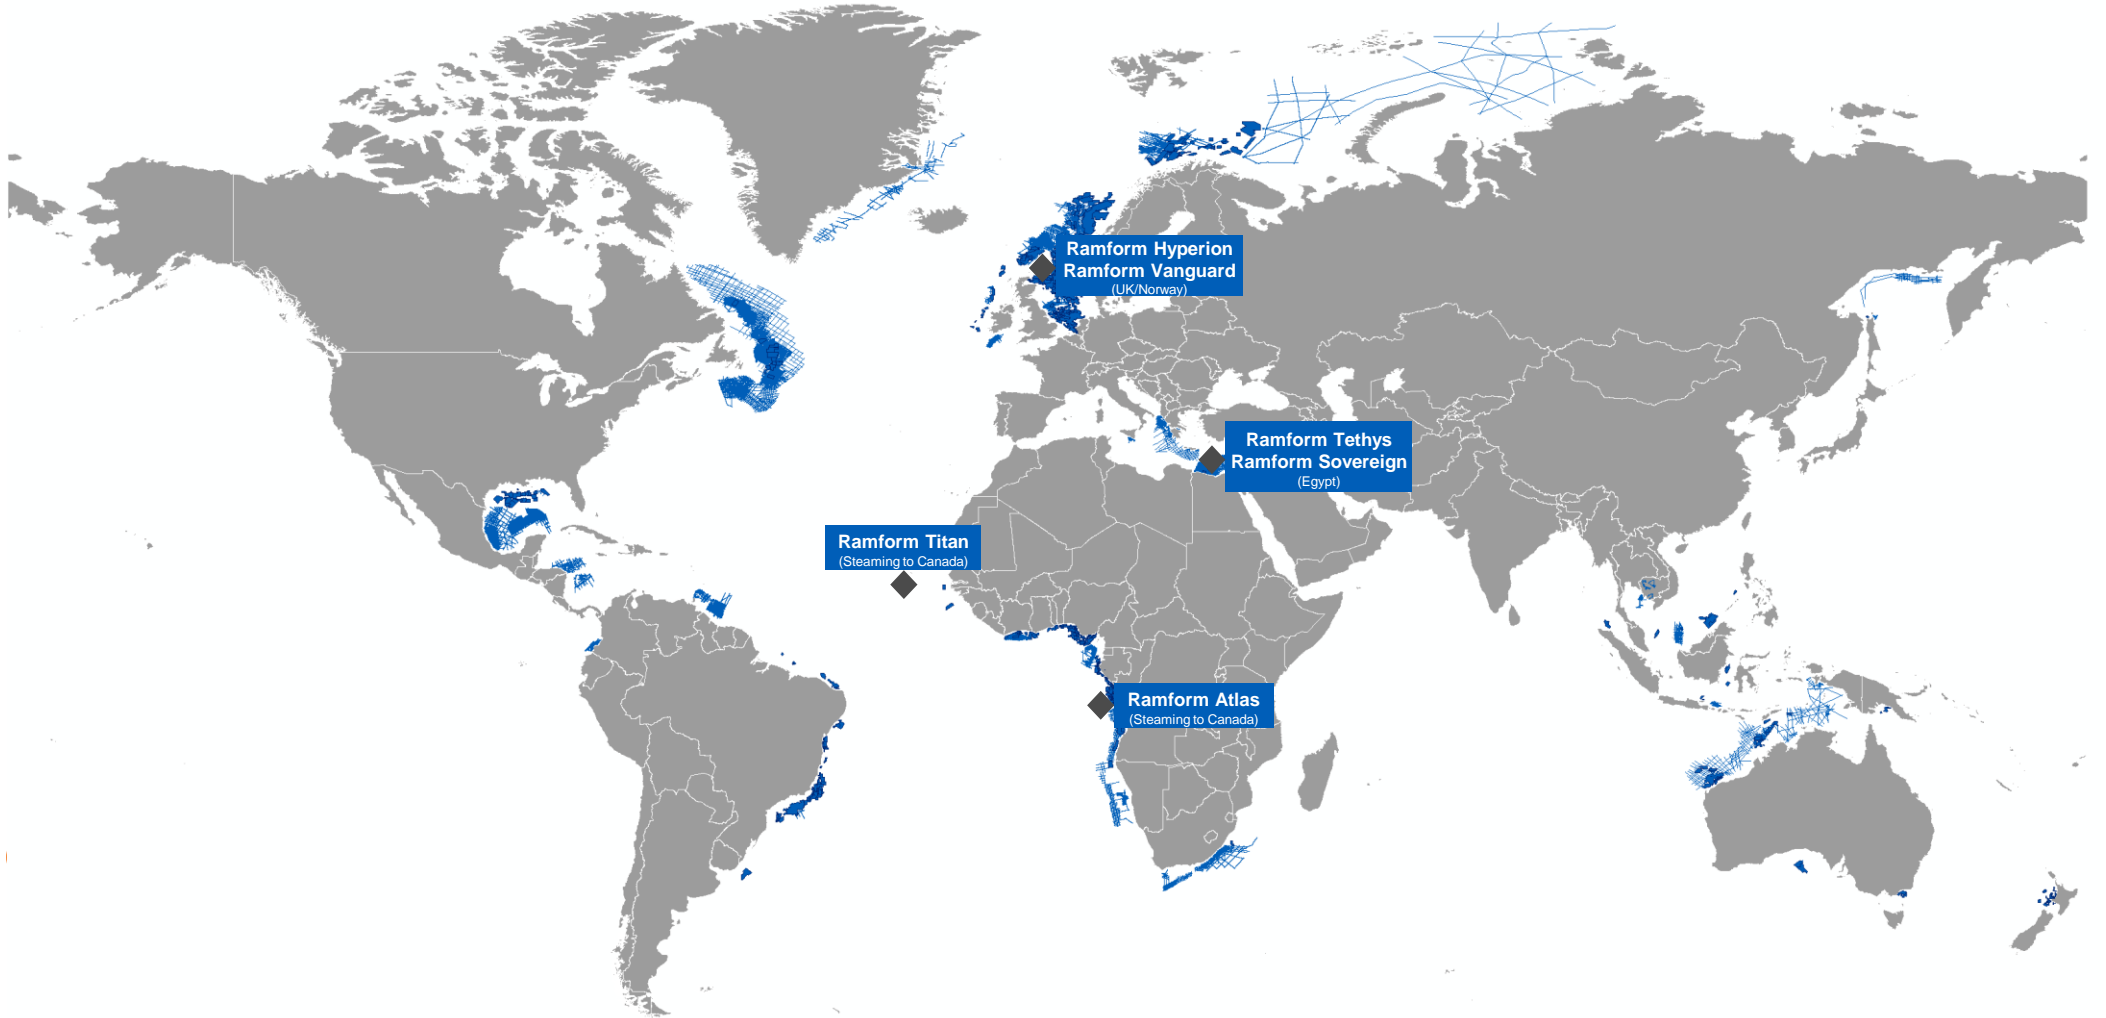 Ramform Hyperion
Ramform Vanguard
(UK/Norway)
Ramform Tethys
Ramform Sovereign
(Egypt)
Ramform Titan
(Steaming to Canada)
Ramform Atlas
(Steaming to Canada)